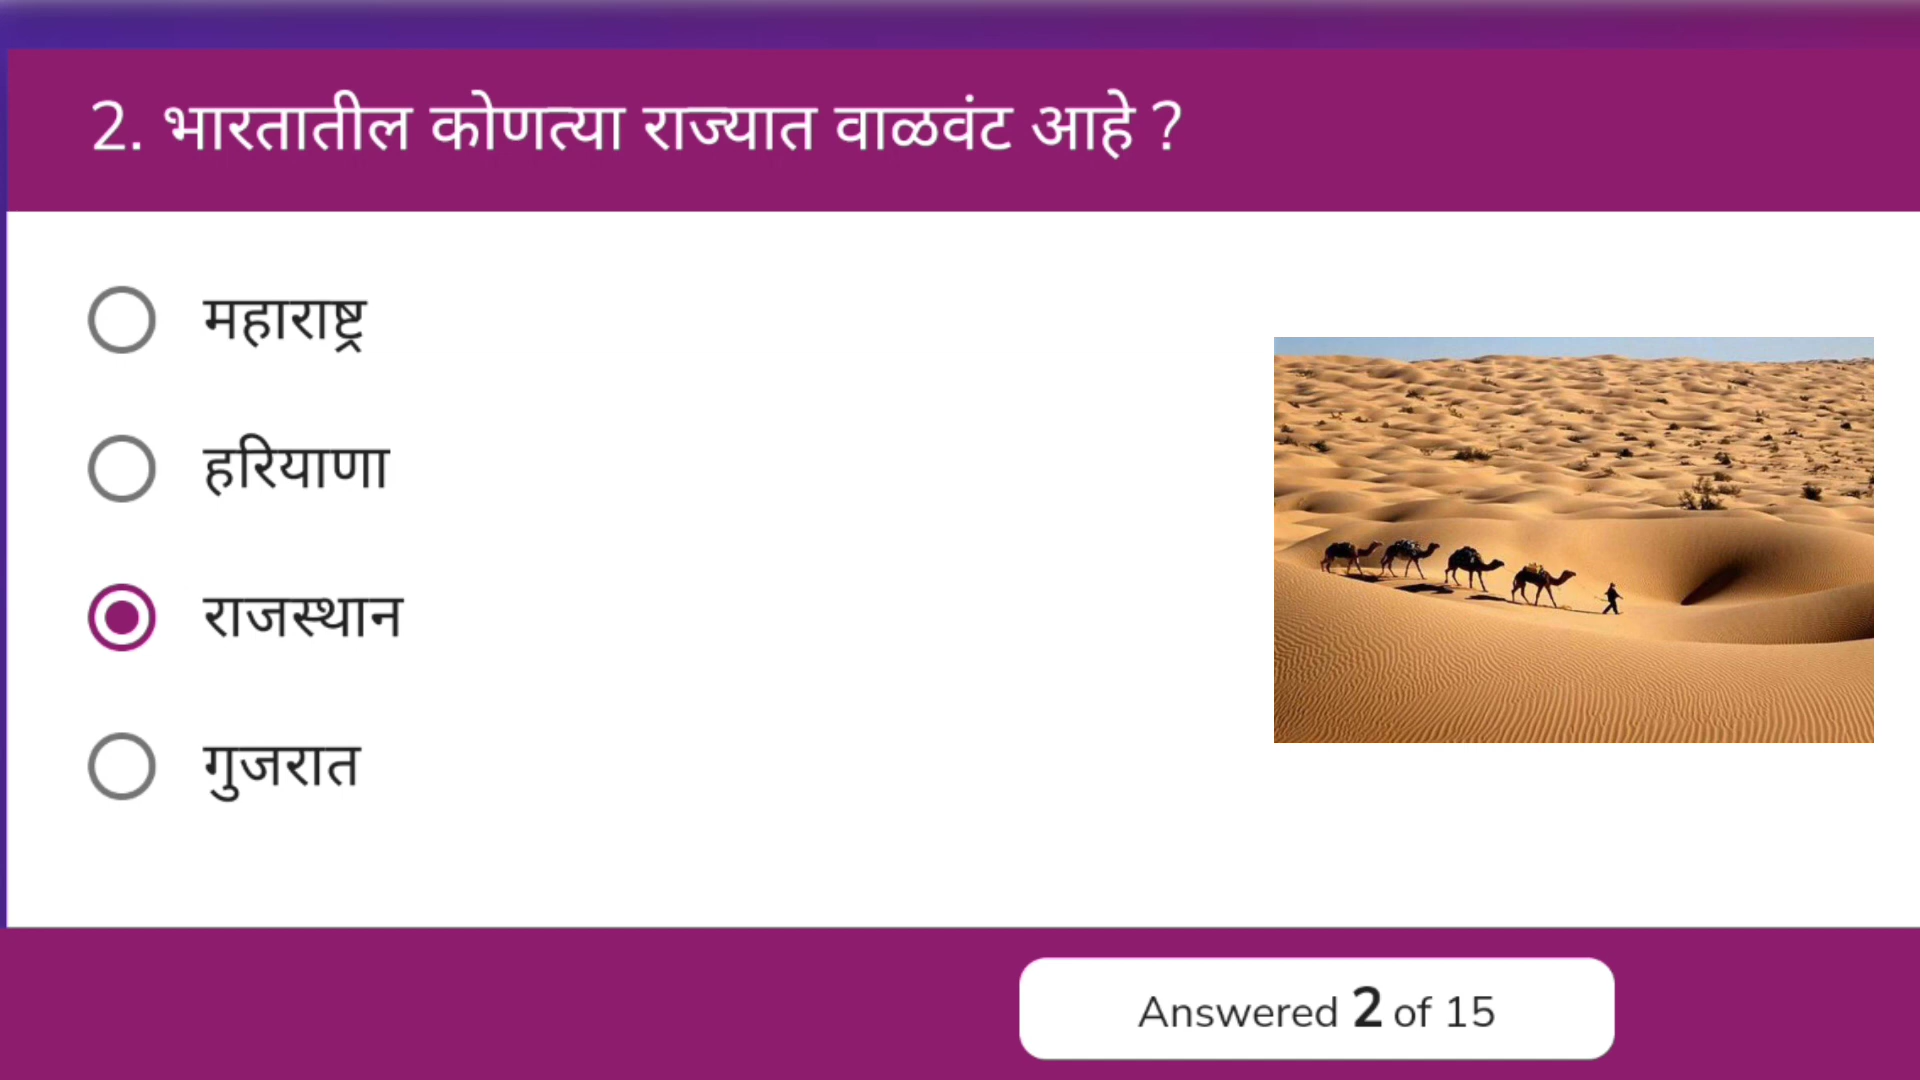 2. भारतातील कोणत्या राज्यात वाळवंट आहे ?
महाराष्ट्र
हरियाणा
राजस्थान
गुजरात
Answered 2 of 15